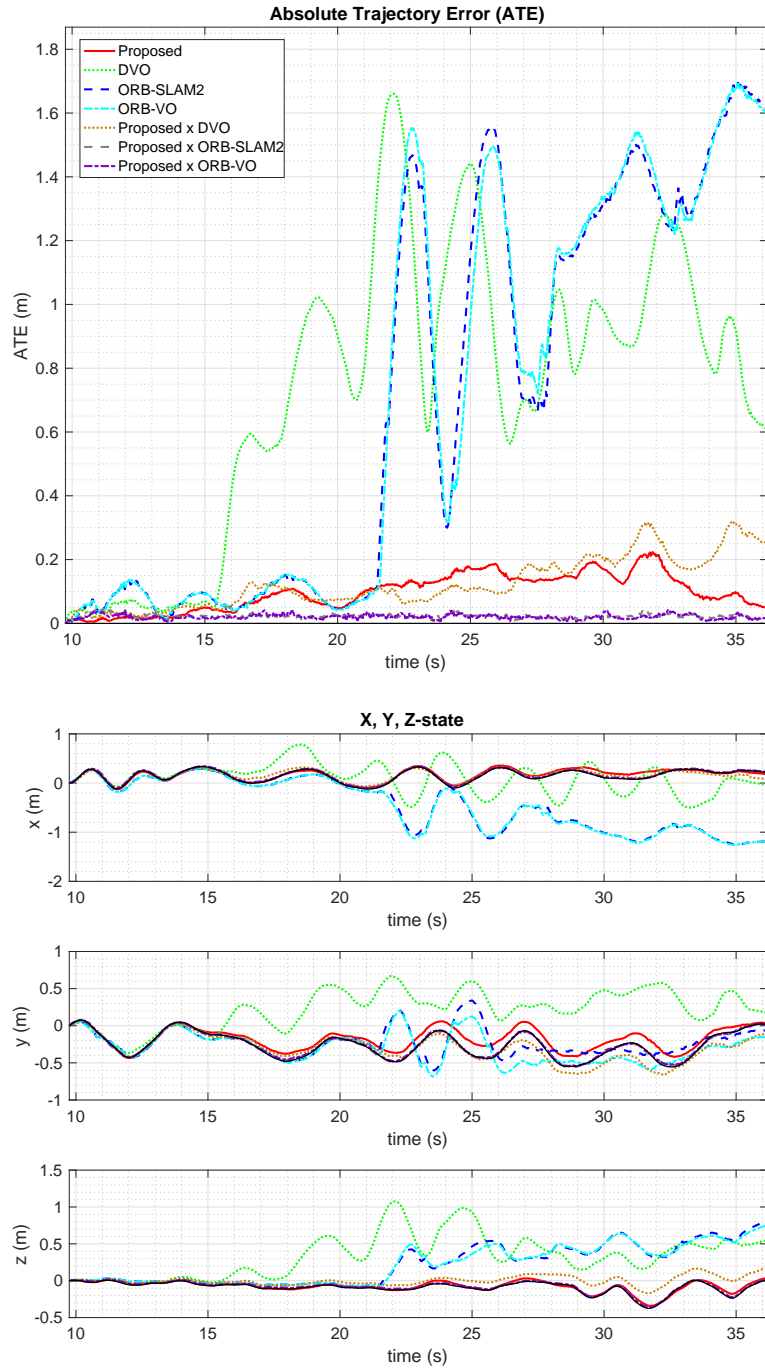 Absolute Trajectory Error (ATE)
1.8
1.6
1.4
1.2
1
0.8
0.6
0.4
0.2
0
ATE (m)
Proposed
DVO
ORB-SLAM2
ORB-VO
Proposed x DVO
Proposed x ORB-SLAM2
Proposed x ORB-VO
10 15 20 25 30 35
time (s)
X, Y, Z-state
1
0
-1
-2
x (m)
10 15 20 25 30 35
time (s)
1
0.5
0
-0.5
-1
y (m)
10 15 20 25 30 35
time (s)
1.5
1
0.5
0
-0.5
z (m)
10 15 20 25 30 35
time (s)